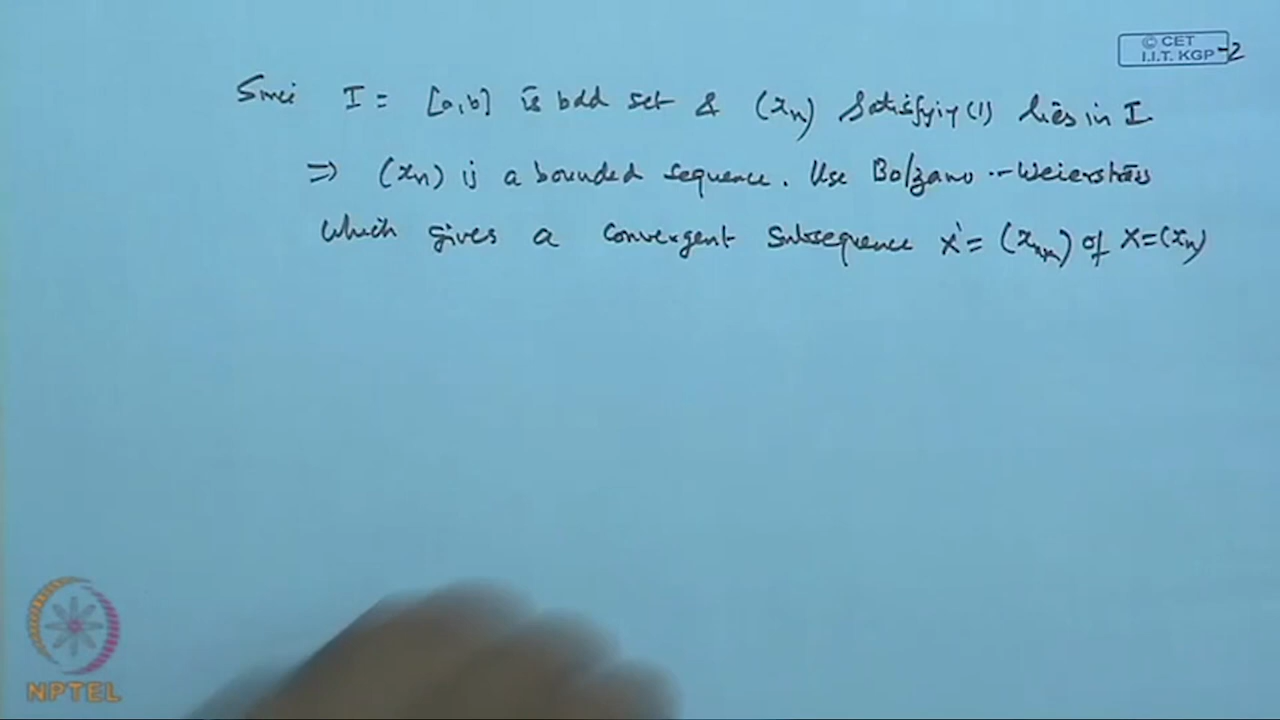 © CET
I.I.T. KGP -2
Since I = [a,b] is bdd set & (xn) Satisfying (1) lies in I
=> (xn) is a bounded sequence. Use Bolzano-Weierstrass
which gives a convergent Subsequence X' = of X=(xn)
NPTEL